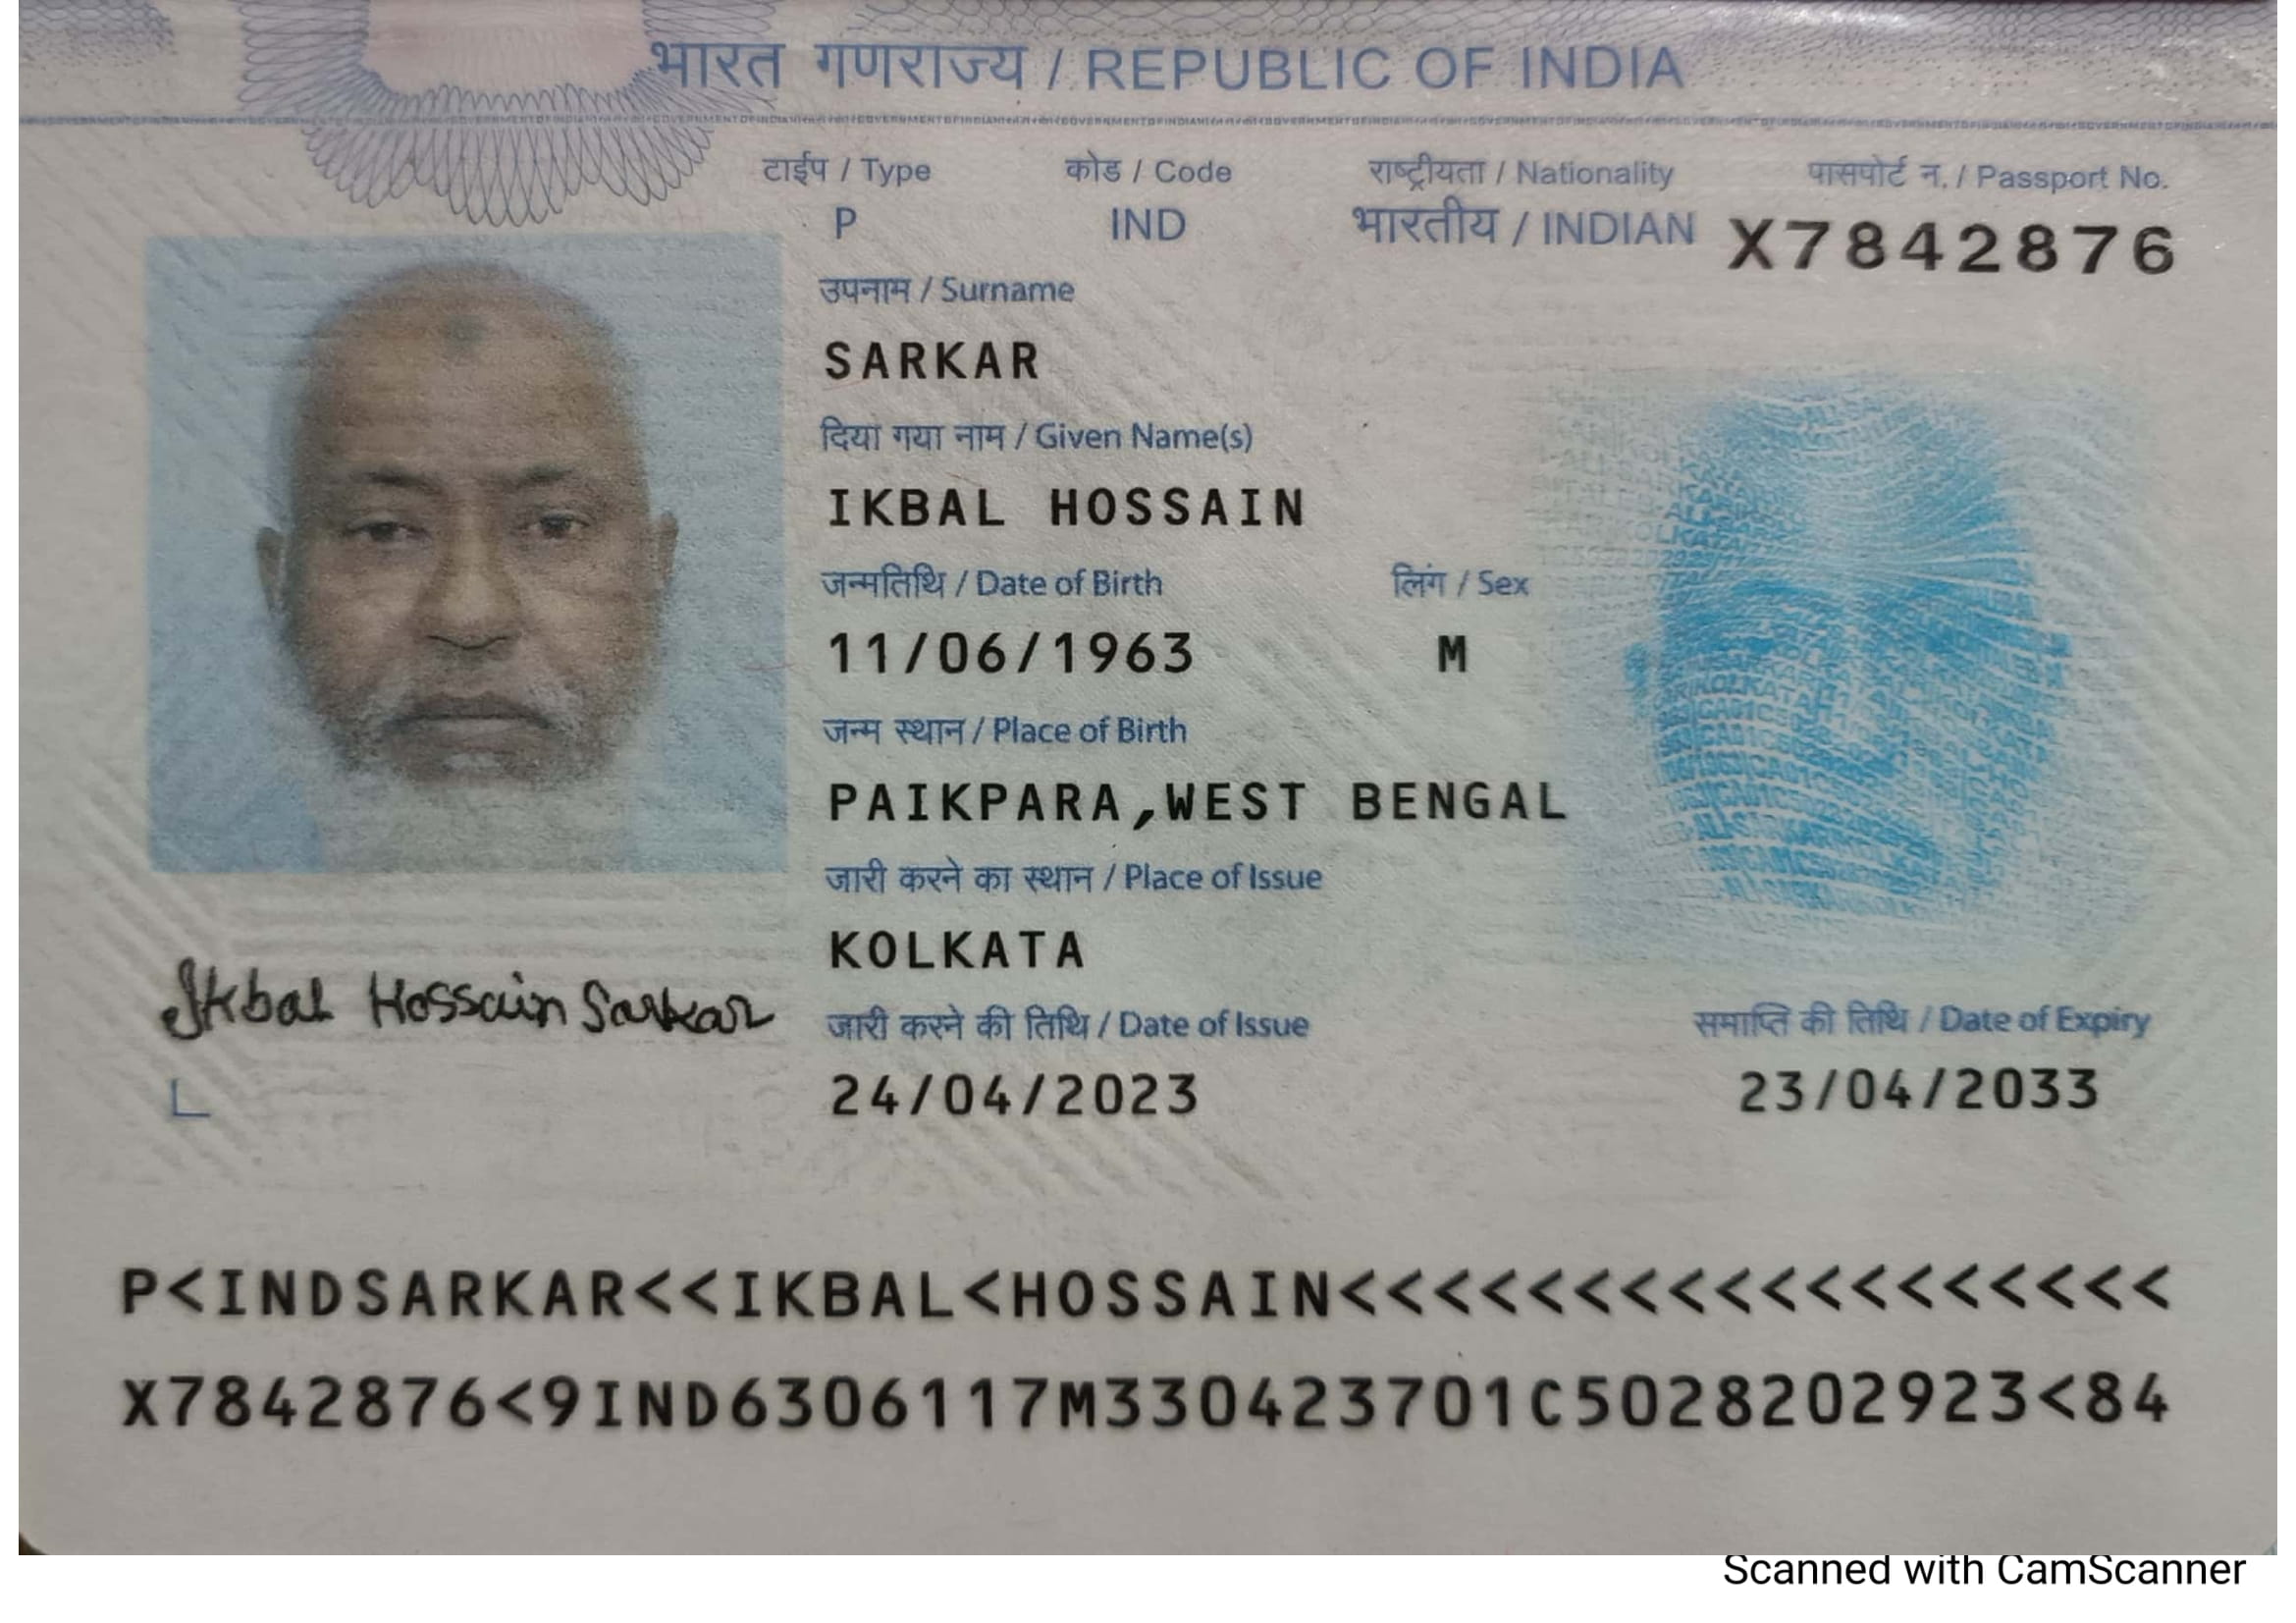 भारत गणराज्य / REPUBLIC OF INDIA
टाईप / Type कोड / Code राष्ट्रीयता / Nationality पासपोर्ट न. / Passport No.
P IND भारतीय / INDIAN X7842876
उपनाम / Surname
SARKAR
दिया गया नाम / Given Name(s)
IKBAL HOSSAIN
जन्मतिथि / Date of Birth लिंग / Sex
11/06/1963 M
जन्म स्थान / Place of Birth
PAIKPARA,WEST BENGAL
जारी करने का स्थान / Place of Issue
KOLKATA
Ikbal Hossain Sarkar
जारी करने की तिथि / Date of Issue समाप्ति की तिथि / Date of Expiry
L 24/04/2023 23/04/2033
P<INDSARKAR<<IKBAL<HOSSAIN<<<<<<<<<<<<<<<<<<
X7842876<9IND6306117M330423701C5028202923<84
Scanned with CamScanner